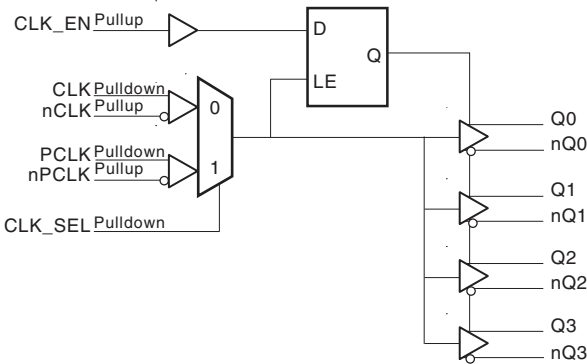 CLK_EN Pullup
D
Q
LE
CLK Pulldown
nCLK Pullup
0
PCLK Pulldown
nPCLK Pullup
1
CLK_SEL Pulldown
Q0
nQ0
Q1
nQ1
Q2
nQ2
Q3
nQ3